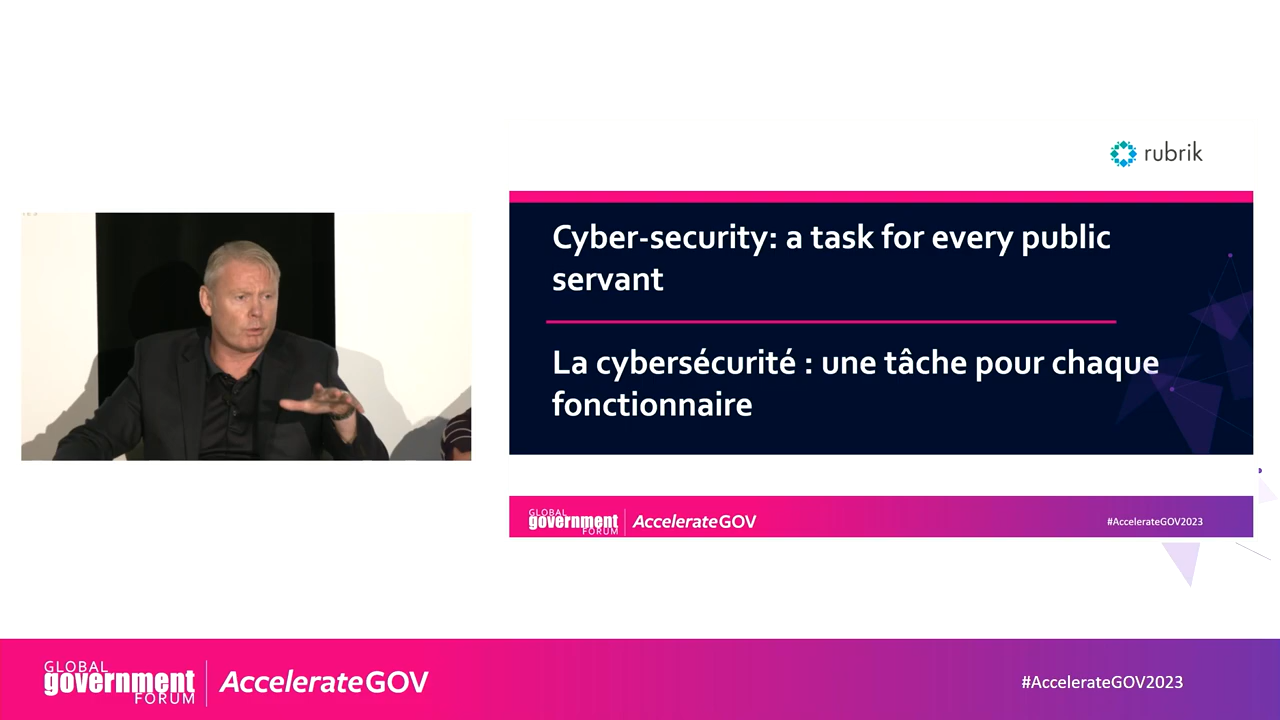 rubrik
Cyber-security: a task for every public
servant
La cybersécurité : une tâche pour chaque
fonctionnaire
GLOBAL
government
FORUM
AccelerateGOV
#AccelerateGOV2023
GLOBAL
government
FORUM
AccelerateGOV
#AccelerateGOV2023